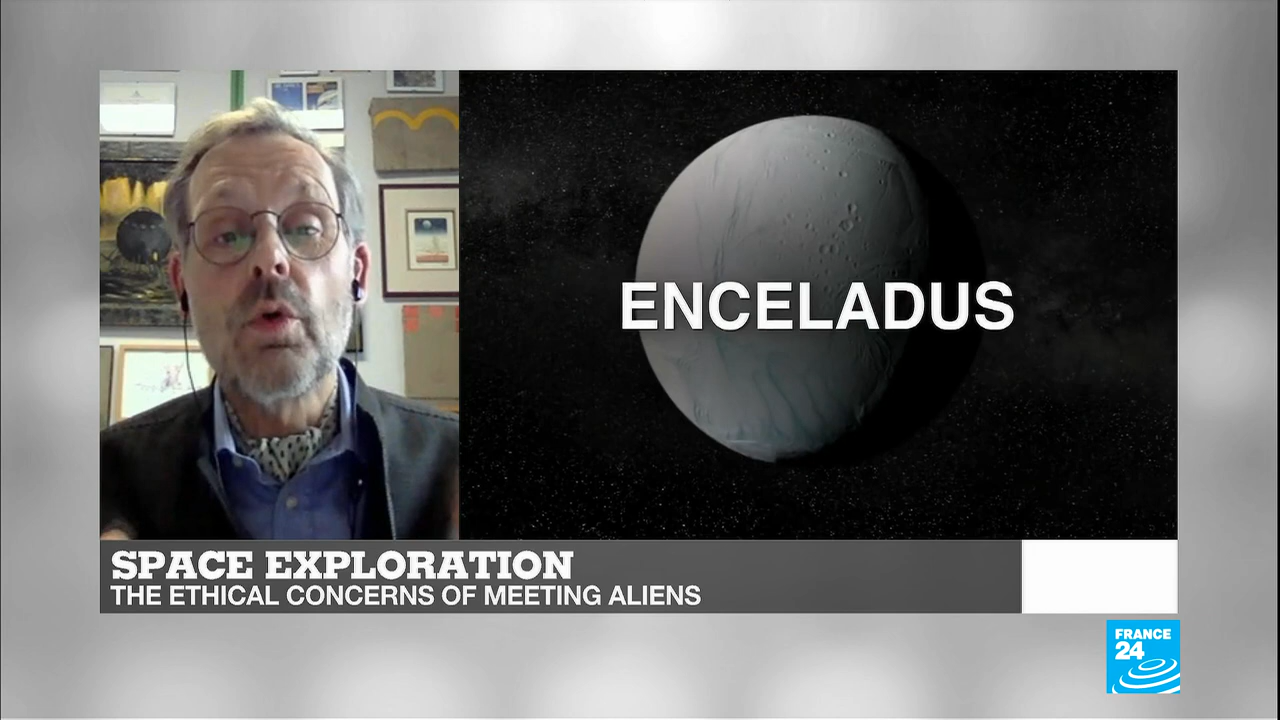 ENCELADUS
SPACE EXPLORATION
THE ETHICAL CONCERNS OF MEETING ALIENS
FRANCE
24